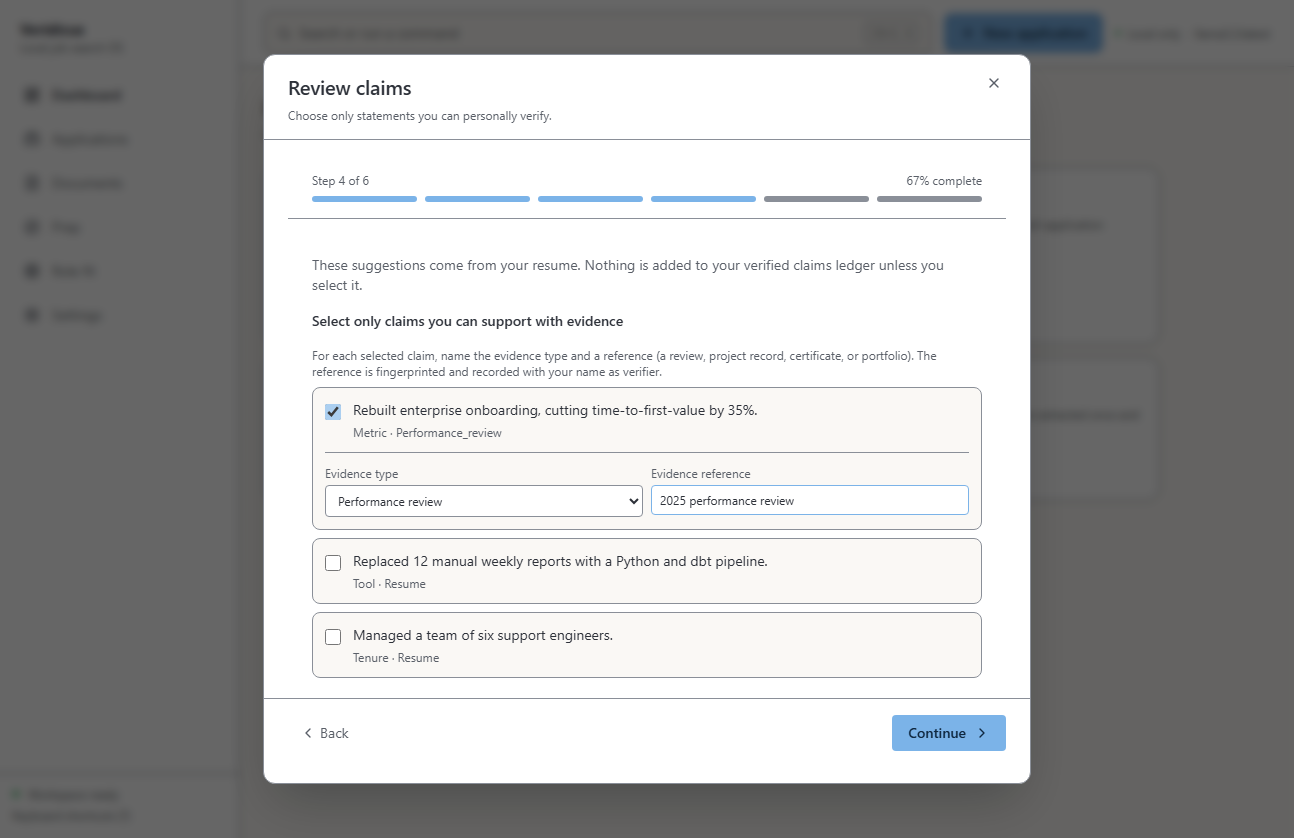 Review claims
Choose only statements you can personally verify.
Step 4 of 6
67% complete
These suggestions come from your resume. Nothing is added to your verified claims ledger unless you
select it.
Select only claims you can support with evidence
For each selected claim, name the evidence type and a reference (a review, project record, certificate, or portfolio). The
reference is fingerprinted and recorded with your name as verifier.
Rebuilt enterprise onboarding, cutting time-to-first-value by 35%.
Metric · Performance_review
Evidence type
Evidence reference
Performance review
2025 performance review
Replaced 12 manual weekly reports with a Python and dbt pipeline.
Tool · Resume
Managed a team of six support engineers.
Tenure · Resume
Back
Continue